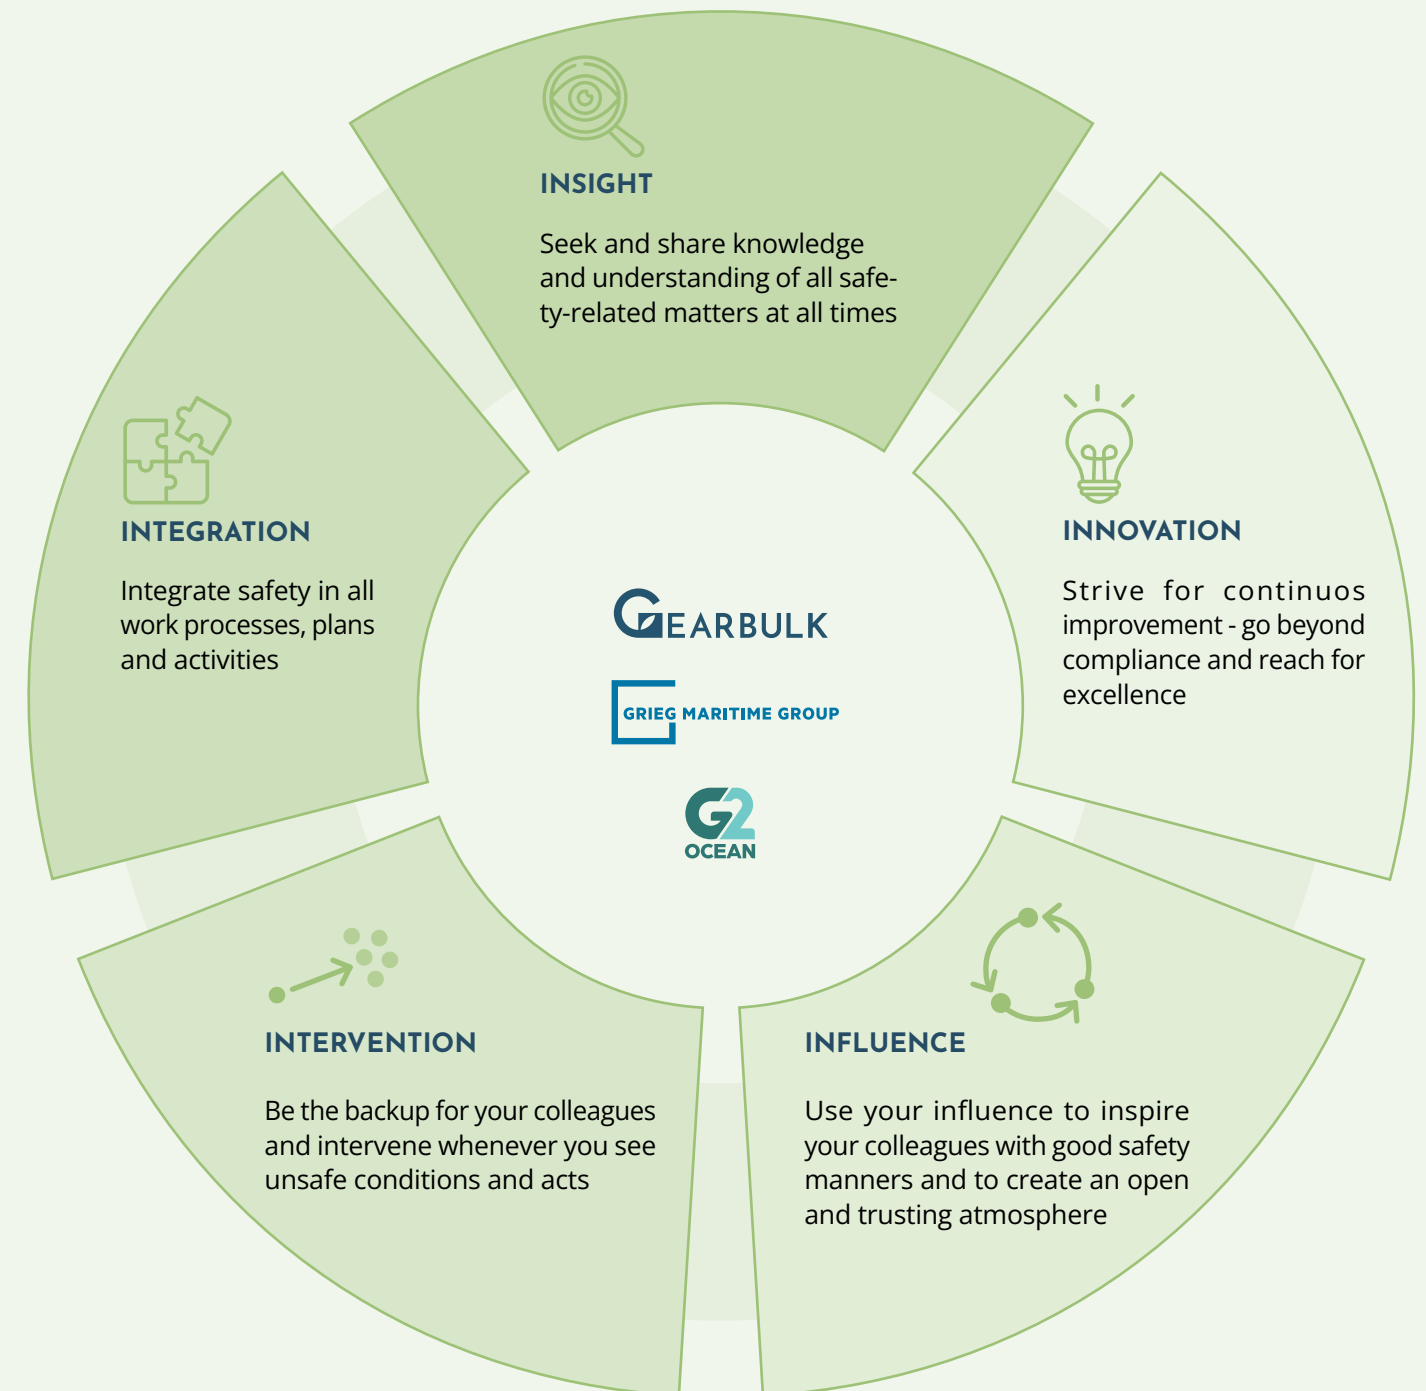 INSIGHT
Seek and share knowledge
and understanding of all safe-
ty-related matters at all times
INTEGRATION
Integrate safety in all
work processes, plans
and activities
INNOVATION
Strive for continuos
improvement - go beyond
compliance and reach for
excellence
GEARBULK
GRIEG MARITIME GROUP
G2
OCEAN
INTERVENTION
Be the backup for your colleagues
and intervene whenever you see
unsafe conditions and acts
INFLUENCE
Use your influence to inspire
your colleagues with good safety
manners and to create an open
and trusting atmosphere